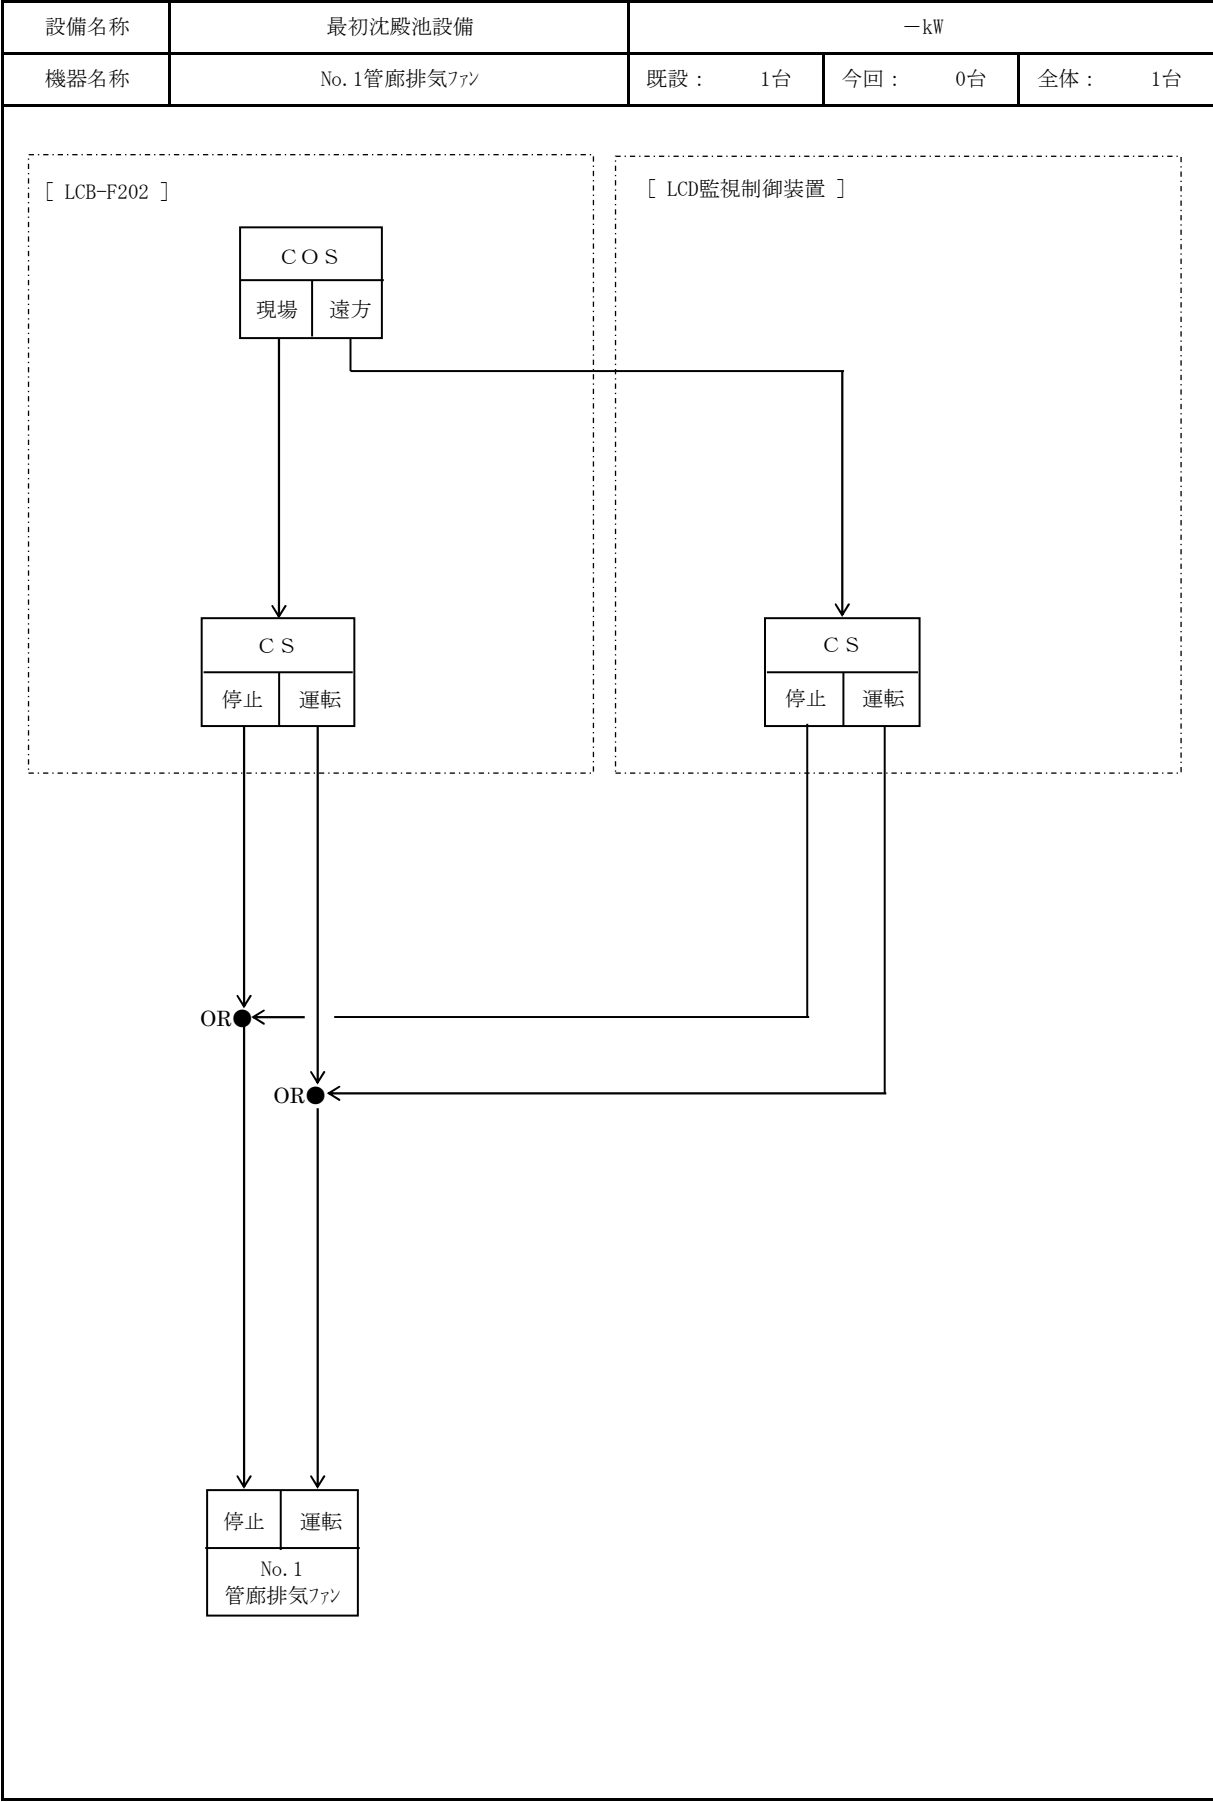 設備名称 最初沈殿池設備 －kW
機器名称 No.1管廊排気ﾌｧﾝ 既設： 1台 今回： 0台 全体： 1台
［ LCB-F202 ］ ［ LCD監視制御装置 ］
ＣＯＳ
現場 遠方
ＣＳ ＣＳ
停止 運転 停止 運転
OR
OR
停止 運転
No.1
管廊排気ﾌｧﾝ